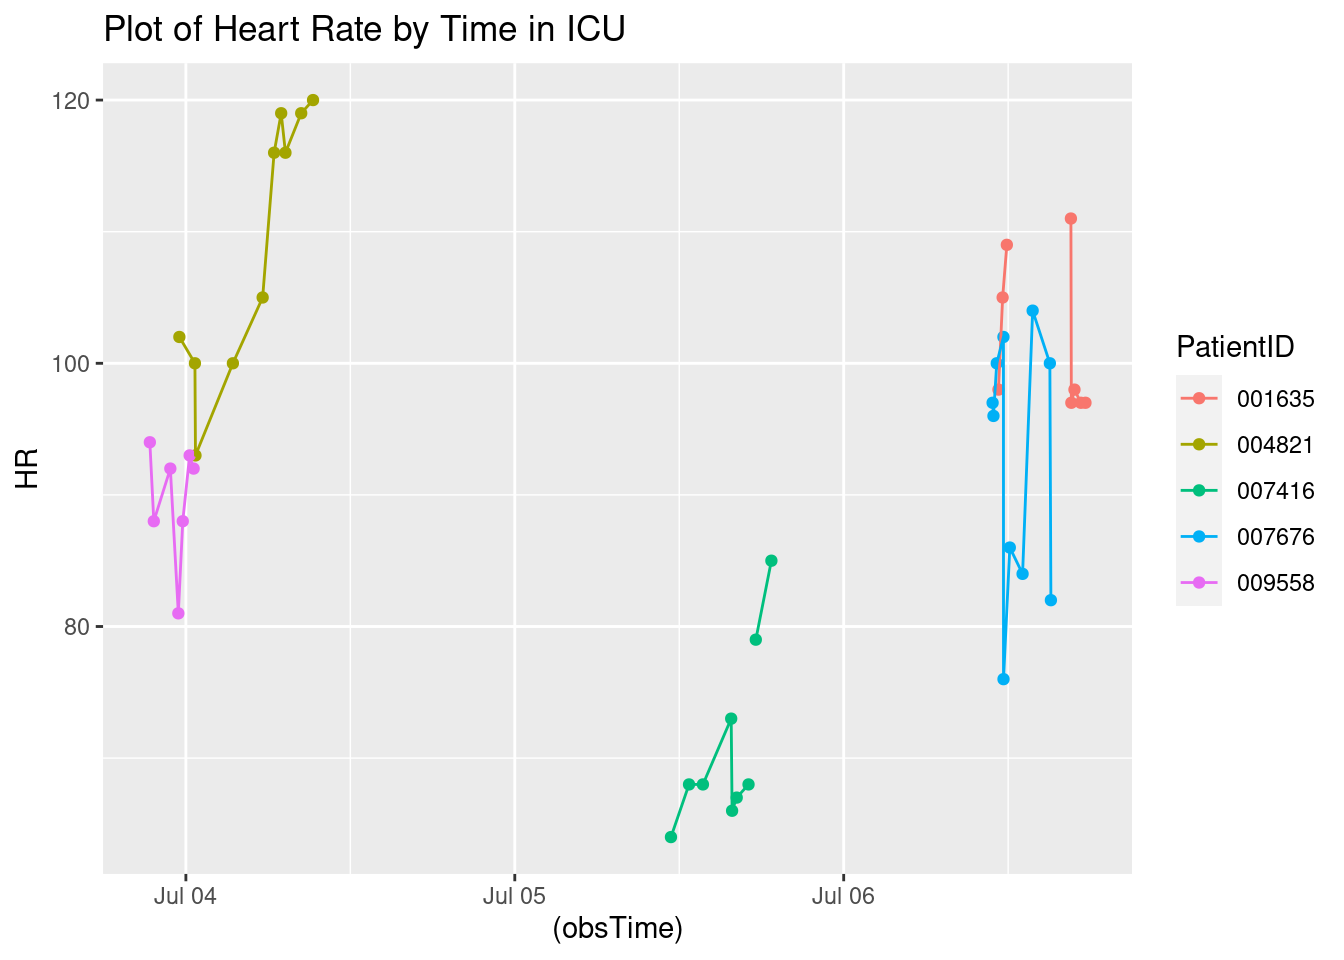 Plot of Heart Rate by Time in ICU
120
100
80
HR
Jul 04
Jul 05
Jul 06
(obsTime)
PatientID
001635
004821
007416
007676
009558